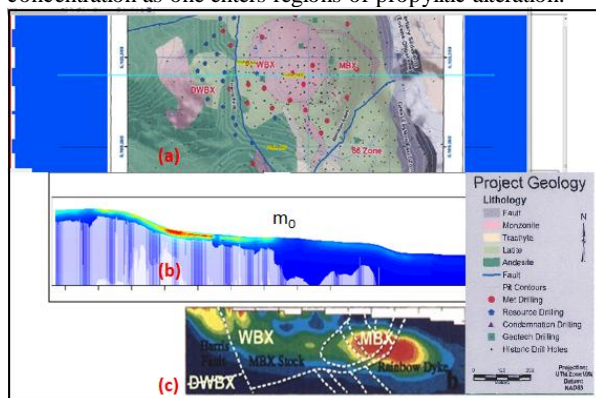 concentration as one enters regions of propylitic alteration.
WBX
MBX
DWBX
66 Zone
(a)
m₀
(b)
Project Geology
Lithology
Fault
Monzonite
Trachyte
Latite
Andesite
Fault
Pit Contours
Met Drilling
Resource Drilling
Condemnation Drilling
Geotech Drilling
Historic Drill Holes
N
WBX
MBX
MBX Stock
Rainbow Dyke
DWBX
(c)
b